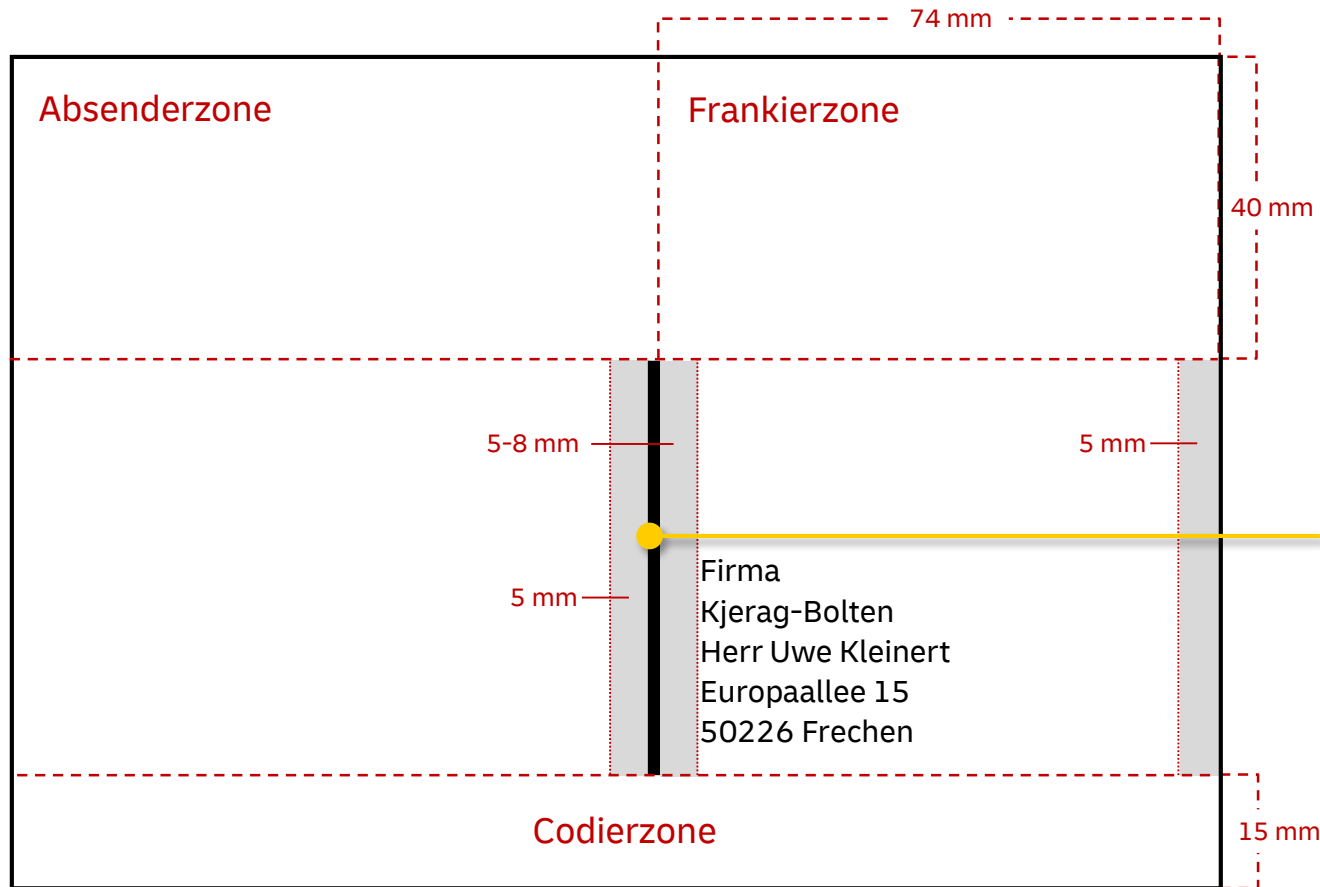 74 mm
Absenderzone
Frankierzone
40 mm
5-8 mm
5 mm
5 mm
Firma
Kjerag-Bolten
Herr Uwe Kleinert
Europaallee 15
50226 Frechen
Codierzone
15 mm